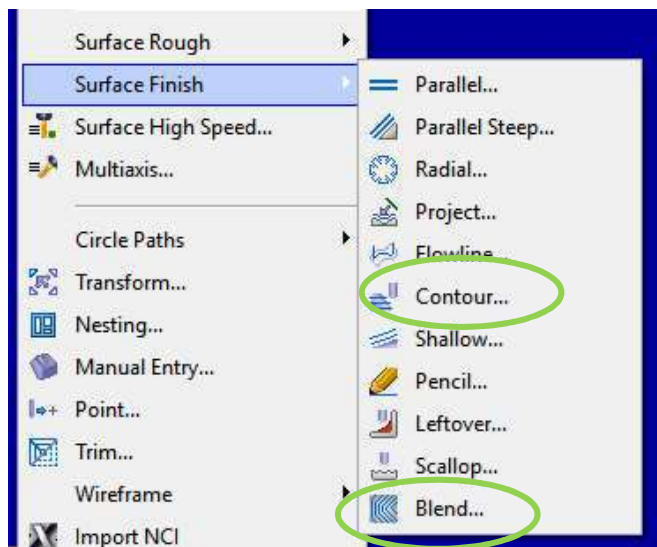 Surface Rough
Surface Finish
Surface High Speed...
Multiaxis...
Circle Paths
Transform...
Nesting...
Manual Entry...
Point...
Trim...
Wireframe
Import NCI
Parallel...
Parallel Steep...
Radial...
Project...
Flowline...
Contour...
Shallow...
Pencil...
Leftover...
Scallop...
Blend...